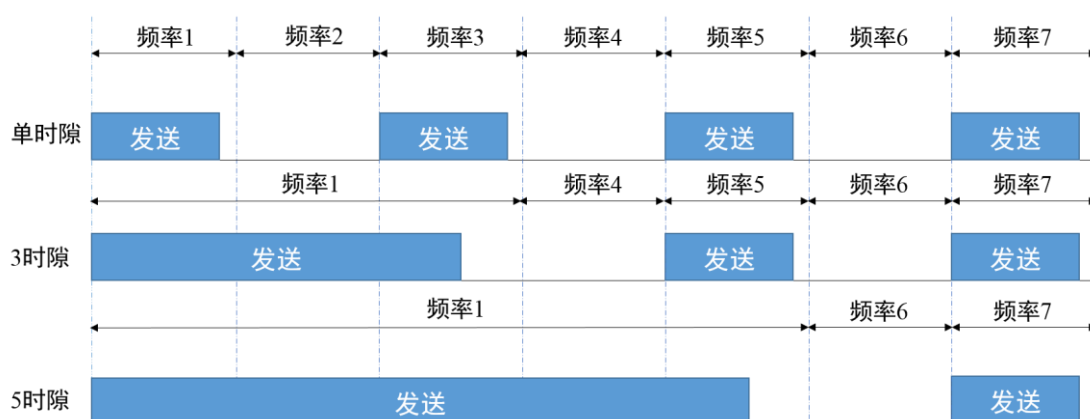 频率1 频率2 频率3 频率4 频率5 频率6 频率7
单时隙 发送 发送 发送 发送
频率1 频率4 频率5 频率6 频率7
3时隙 发送 发送 发送
频率1 频率6 频率7
5时隙 发送 发送